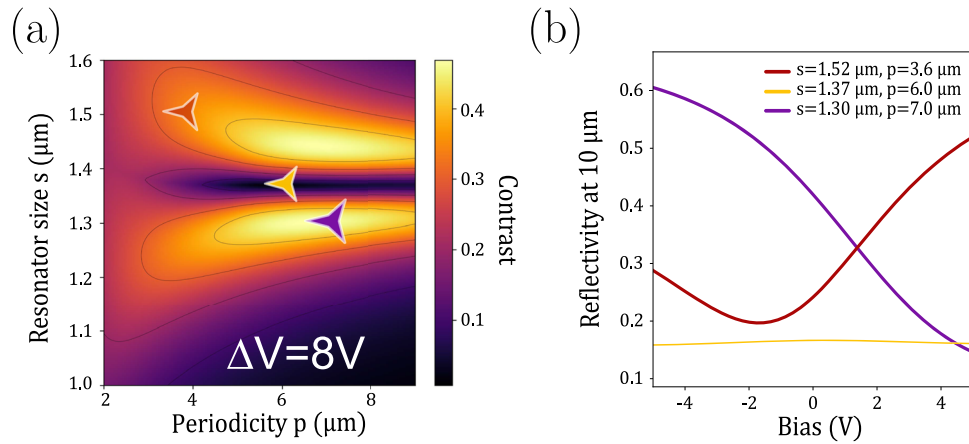 (a)
1.6
1.5
1.4
1.3
1.2
1.1
1.0
Resonator size s (μm)
2
4
6
8
Periodicity p (μm)
ΔV=8V
0.4
0.3
0.2
0.1
Contrast
(b)
0.6
0.5
0.4
0.3
0.2
0.1
Reflectivity at 10 μm
s=1.52 μm, p=3.6 μm
s=1.37 μm, p=6.0 μm
s=1.30 μm, p=7.0 μm
-4
-2
0
2
4
Bias (V)